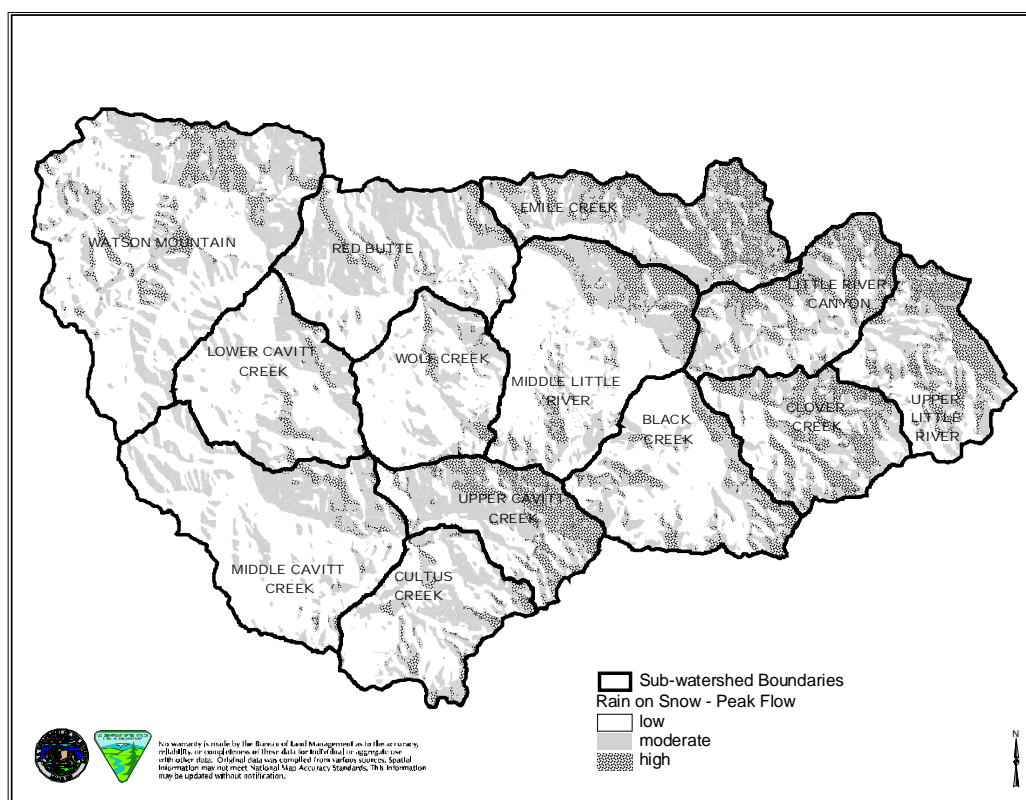 EMILE CREEK
WATSON MOUNTAIN
RED BUTTE
LITTLE RIVER
CANYON
LOWER CAVITT
CREEK
WOLF CREEK
MIDDLE LITTLE
RIVER
BLACK
CREEK
CLOVER
CREEK
UPPER
LITTLE
RIVER
UPPER CAVITT
CREEK
MIDDLE CAVITT
CREEK
CULTUS
CREEK
Sub-watershed Boundaries
Rain on Snow - Peak Flow
low
moderate
high
N
No warranty is made by the Bureau of Land Management as to the accuracy,
reliability, or completeness of these data for individual or aggregate use
with other data. Original data was compiled from various sources. Spatial
information may not meet National Map Accuracy Standards. This information
may be updated without notification.